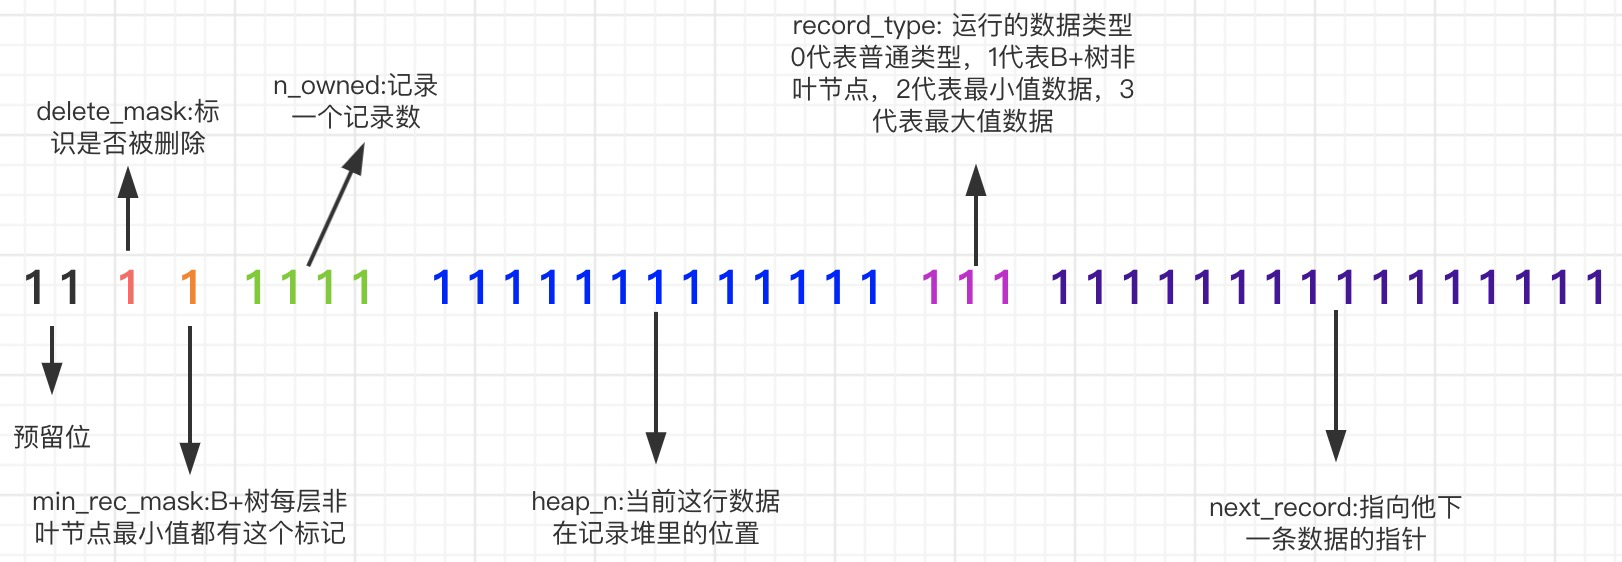 record_type: 运行的数据类型
0代表普通类型，1代表B+树非
叶节点，2代表最小值数据，3
代表最大值数据
n_owned:记录
一个记录数
delete_mask:标
识是否被删除
1 1 1 1 1 1 1 1 1 1 1 1 1 1 1 1 1 1 1 1 1 1 1 1 1 1 1 1 1 1 1 1 1 1 1 1 1 1 1 1
预留位
min_rec_mask:B+树每层非
叶节点最小值都有这个标记
heap_n:当前这行数据
在记录堆里的位置
next_record:指向他下
一条数据的指针